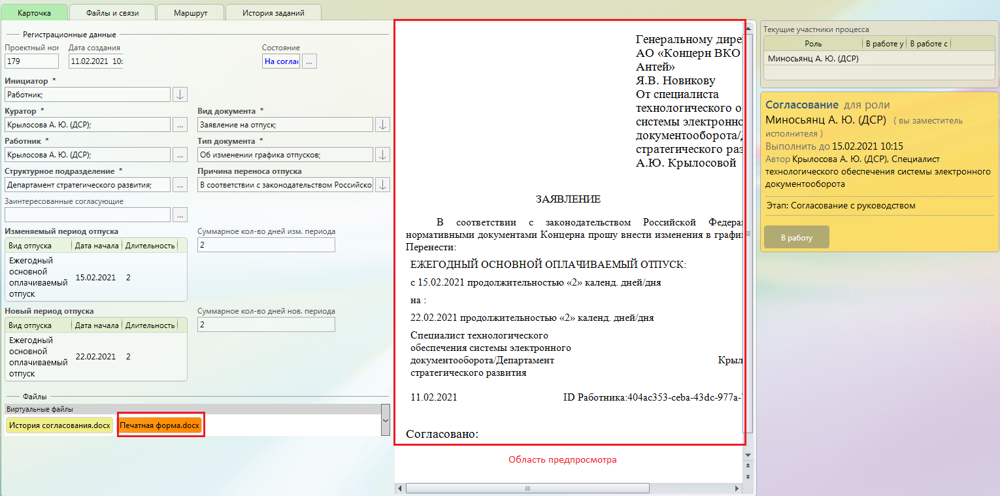 Карточка
Файлы и связи
Маршрут
История заданий
Регистрационные данные
Проектный ном
Дата создания
Состояние
179
11.02.2021 10:
На соглас
...
Инициатор *
Работник;
Куратор *
Вид документа *
Крылосова А. Ю. (ДСР);
...
Заявление на отпуск;
Работник *
Тип документа *
Крылосова А. Ю. (ДСР);
...
Об изменении графика отпусков;
Структурное подразделение *
Причина переноса отпуска
Департамент стратегического развития;
...
В соответствии с законодательством Российско
Заинтересованные согласующие
...
Изменяемый период отпуска
Суммарное кол-во дней изм. периода
2
Вид отпуска
Дата начала
Длительность
Ежегодный
основной
оплачиваемый
отпуск
15.02.2021
2
Новый период отпуска
Суммарное кол-во дней нов. периода
2
Вид отпуска
Дата начала
Длительность
Ежегодный
основной
оплачиваемый
отпуск
22.02.2021
2
Файлы
Виртуальные файлы
История согласования.docx
Печатная форма.docx
Генеральному дире
АО «Концерн ВКО
Антей»
Я.В. Новикову
От специалиста
технологического о
системы электронно
документооборота/Д
стратегического раз
А.Ю. Крылосовой
ЗАЯВЛЕНИЕ
В соответствии с законодательством Российской Федера
нормативными документами Концерна прошу внести изменения в графи
Перенести:
ЕЖЕГОДНЫЙ ОСНОВНОЙ ОПЛАЧИВАЕМЫЙ ОТПУСК:
с 15.02.2021 продолжительностью «2» календ. дней/дня
на :
22.02.2021 продолжительностью «2» календ. дней/дня
Специалист технологического
обеспечения системы электронного
документооборота/Департамент
стратегического развития
Крыл
11.02.2021
ID Работника:404ac353-ceba-43dc-977a-
Согласовано:
Область предпросмотра
Текущие участники процесса
Роль
В работе у
В работе с
Миносьянц А. Ю. (ДСР)
Согласование для роли
Миносьянц А. Ю. (ДСР) ( вы заместитель
исполнителя )
Выполнить до 15.02.2021 10:15
Автор Крылосова А. Ю. (ДСР), Специалист
технологического обеспечения системы электронного
документооборота
Этап: Согласование с руководством
В работу